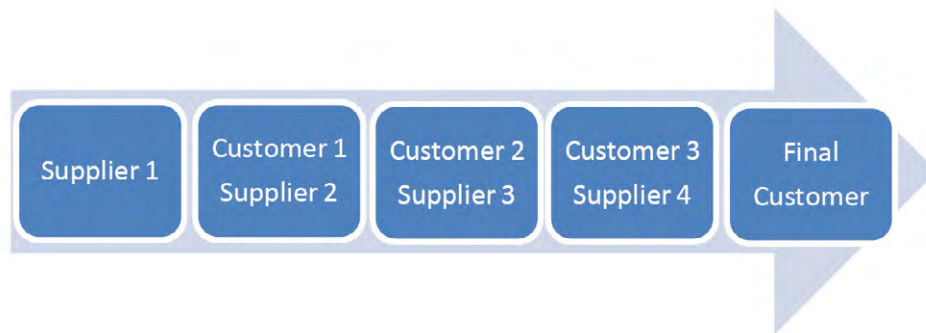 Supplier 1
Customer 1
Supplier 2
Customer 2
Supplier 3
Customer 3
Supplier 4
Final
Customer